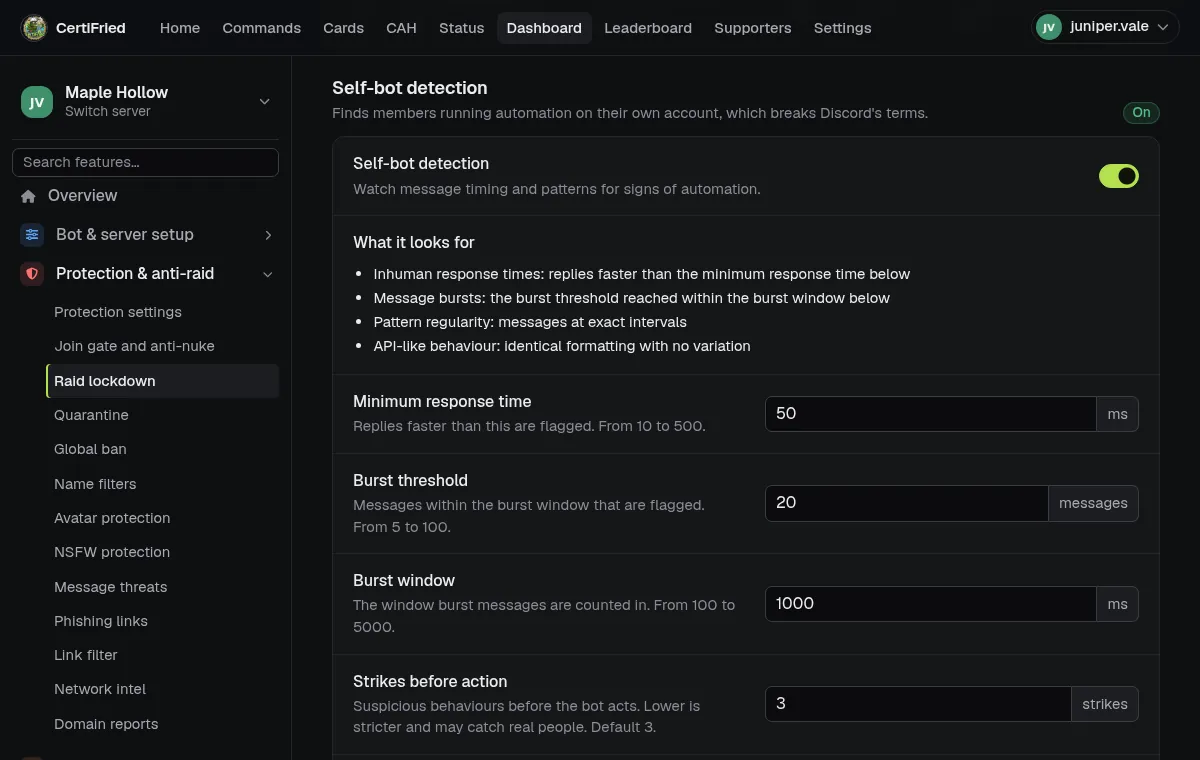 CertiFried
Home
Commands
Cards
CAH
Status
Dashboard
Leaderboard
Supporters
Settings
JV
juniper.vale
JV
Maple Hollow
Switch server
Search features...
Overview
Bot & server setup
Protection & anti-raid
Protection settings
Join gate and anti-nuke
Raid lockdown
Quarantine
Global ban
Name filters
Avatar protection
NSFW protection
Message threats
Phishing links
Link filter
Network intel
Domain reports
Self-bot detection
Finds members running automation on their own account, which breaks Discord's terms.
On
Self-bot detection
Watch message timing and patterns for signs of automation.
What it looks for
• Inhuman response times: replies faster than the minimum response time below
• Message bursts: the burst threshold reached within the burst window below
• Pattern regularity: messages at exact intervals
• API-like behaviour: identical formatting with no variation
Minimum response time
Replies faster than this are flagged. From 10 to 500.
50
ms
Burst threshold
Messages within the burst window that are flagged.
From 5 to 100.
20
messages
Burst window
The window burst messages are counted in. From 100 to
5000.
1000
ms
Strikes before action
Suspicious behaviours before the bot acts. Lower is
stricter and may catch real people. Default 3.
3
strikes